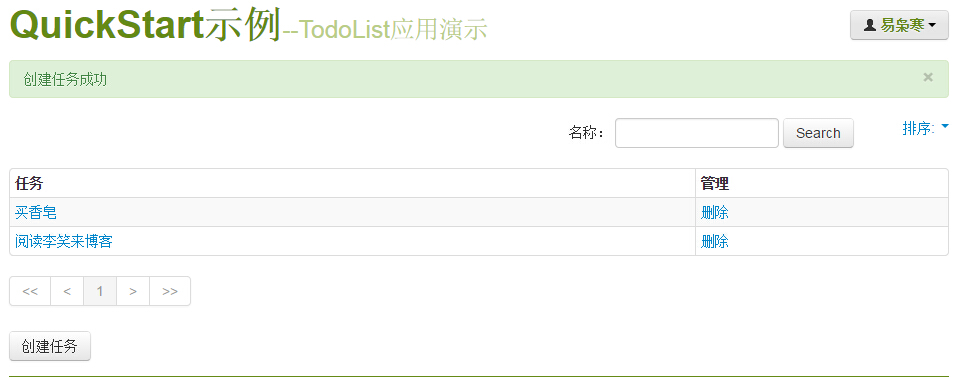 QuickStart示例--TodoList应用演示
易枭寒
创建任务成功 ×
名称： Search 排序:
任务 管理
买香皂 删除
阅读李笑来博客 删除
<< < 1 > >>
创建任务